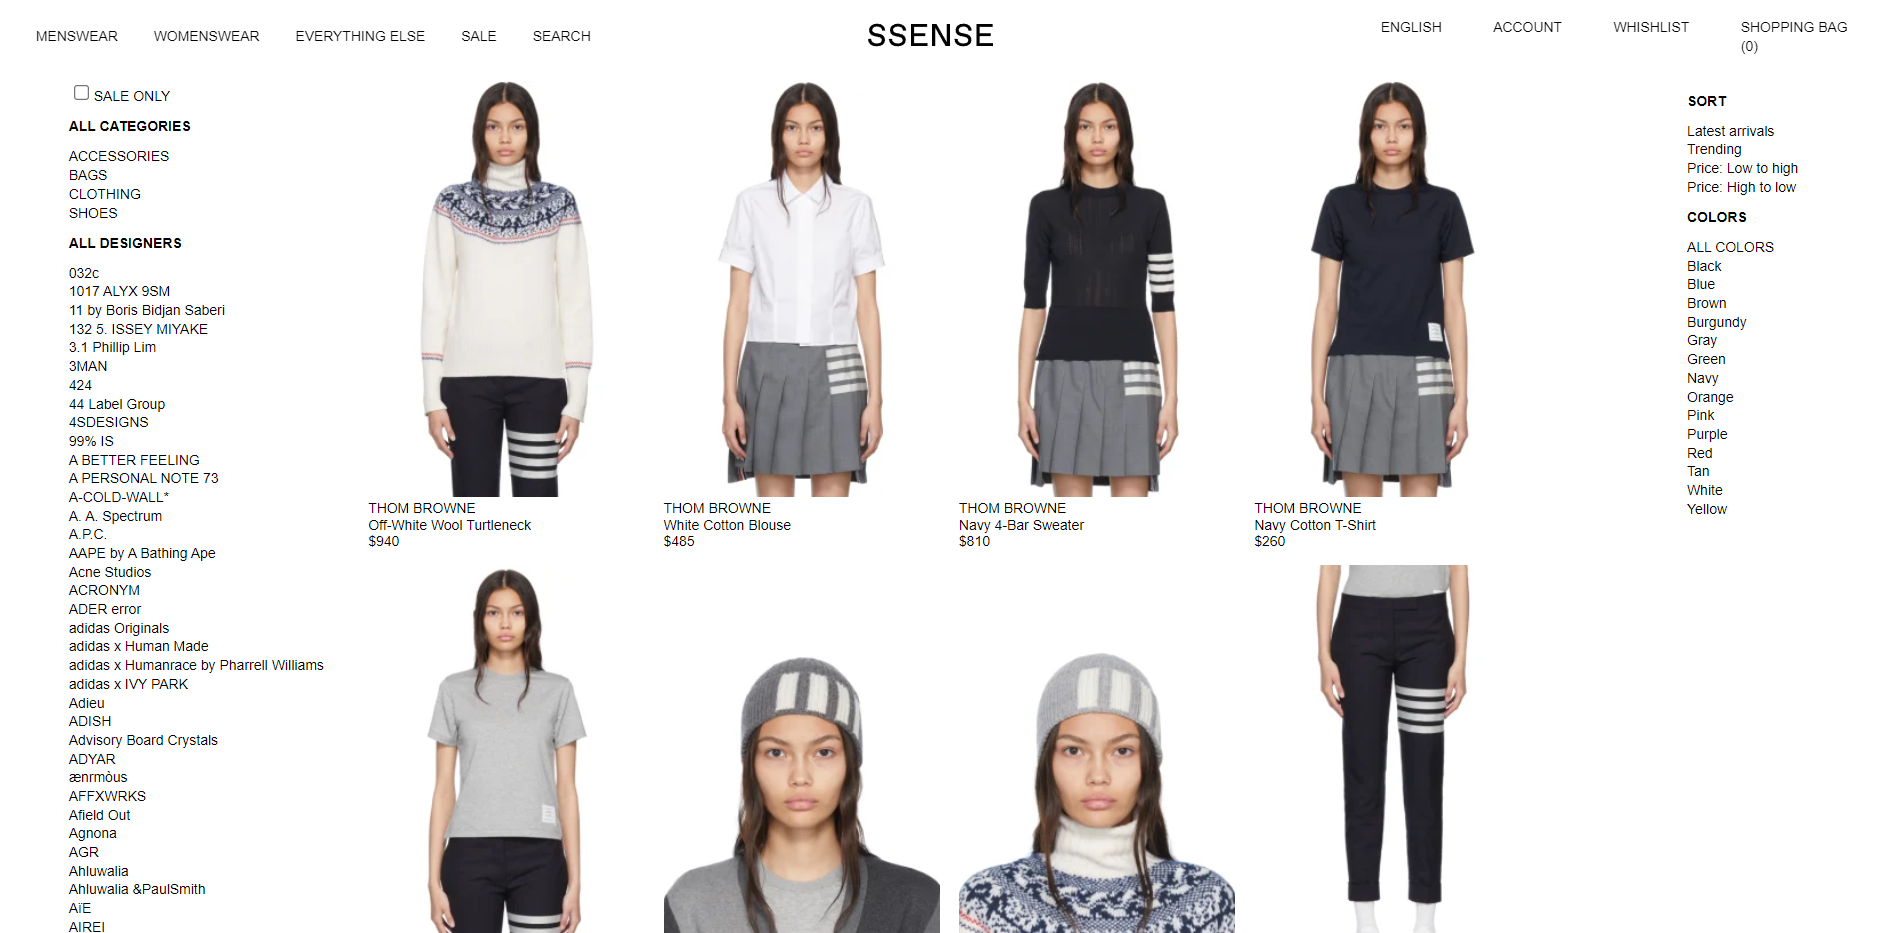 MENSWEAR WOMENSWEAR EVERYTHING ELSE SALE SEARCH
SSENSE
ENGLISH ACCOUNT WHISHLIST SHOPPING BAG
(0)
SALE ONLY
ALL CATEGORIES
ACCESSORIES
BAGS
CLOTHING
SHOES
ALL DESIGNERS
032c
1017 ALYX 9SM
11 by Boris Bidjan Saberi
132 5. ISSEY MIYAKE
3.1 Phillip Lim
3MAN
424
44 Label Group
4SDESIGNS
99% IS
A BETTER FEELING
A PERSONAL NOTE 73
A-COLD-WALL*
A. A. Spectrum
A.P.C.
AAPE by A Bathing Ape
Acne Studios
ACRONYM
ADER error
adidas Originals
adidas x Human Made
adidas x Humanrace by Pharrell Williams
adidas x IVY PARK
Adieu
ADISH
Advisory Board Crystals
ADYAR
ænrmòus
AFFXWRKS
Afield Out
Agnona
AGR
Ahluwalia
Ahluwalia &PaulSmith
AïE
AIREI
THOM BROWNE
Off-White Wool Turtleneck
$940
THOM BROWNE
White Cotton Blouse
$485
THOM BROWNE
Navy 4-Bar Sweater
$810
THOM BROWNE
Navy Cotton T-Shirt
$260
SORT
Latest arrivals
Trending
Price: Low to high
Price: High to low
COLORS
ALL COLORS
Black
Blue
Brown
Burgundy
Gray
Green
Navy
Orange
Pink
Purple
Red
Tan
White
Yellow